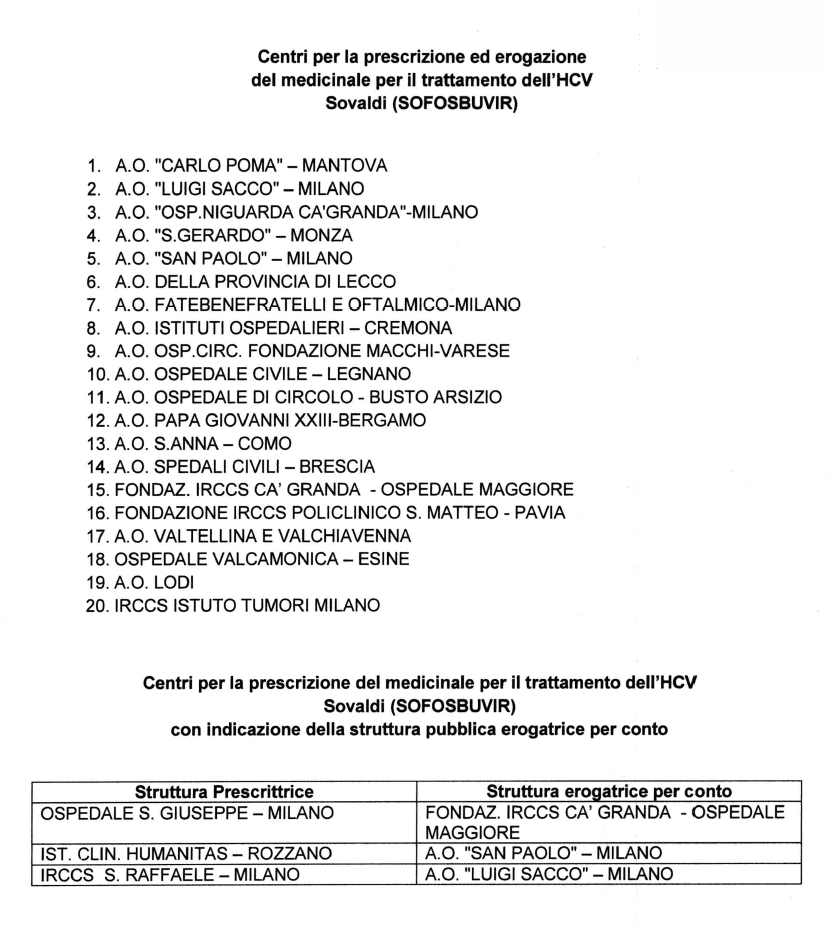 Centri per la prescrizione ed erogazione
del medicinale per il trattamento dell'HCV
Sovaldi (SOFOSBUVIR)
1. A.O. "CARLO POMA" – MANTOVA
2. A.O. "LUIGI SACCO" – MILANO
3. A.O. "OSP.NIGUARDA CA'GRANDA"-MILANO
4. A.O. "S.GERARDO" – MONZA
5. A.O. "SAN PAOLO" – MILANO
6. A.O. DELLA PROVINCIA DI LECCO
7. A.O. FATEBENEFRATELLI E OFTALMICO-MILANO
8. A.O. ISTITUTI OSPEDALIERI – CREMONA
9. A.O. OSP.CIRC. FONDAZIONE MACCHI-VARESE
10. A.O. OSPEDALE CIVILE – LEGNANO
11. A.O. OSPEDALE DI CIRCOLO - BUSTO ARSIZIO
12. A.O. PAPA GIOVANNI XXIII-BERGAMO
13. A.O. S.ANNA – COMO
14. A.O. SPEDALI CIVILI – BRESCIA
15. FONDAZ. IRCCS CA' GRANDA - OSPEDALE MAGGIORE
16. FONDAZIONE IRCCS POLICLINICO S. MATTEO - PAVIA
17. A.O. VALTELLINA E VALCHIAVENNA
18. OSPEDALE VALCAMONICA – ESINE
19. A.O. LODI
20. IRCCS ISTUTO TUMORI MILANO
Centri per la prescrizione del medicinale per il trattamento dell'HCV
Sovaldi (SOFOSBUVIR)
con indicazione della struttura pubblica erogatrice per conto
Struttura Prescrittrice Struttura erogatrice per conto
OSPEDALE S. GIUSEPPE – MILANO FONDAZ. IRCCS CA' GRANDA - OSPEDALE
MAGGIORE
IST. CLIN. HUMANITAS – ROZZANO A.O. "SAN PAOLO" – MILANO
IRCCS S. RAFFAELE – MILANO A.O. "LUIGI SACCO" – MILANO